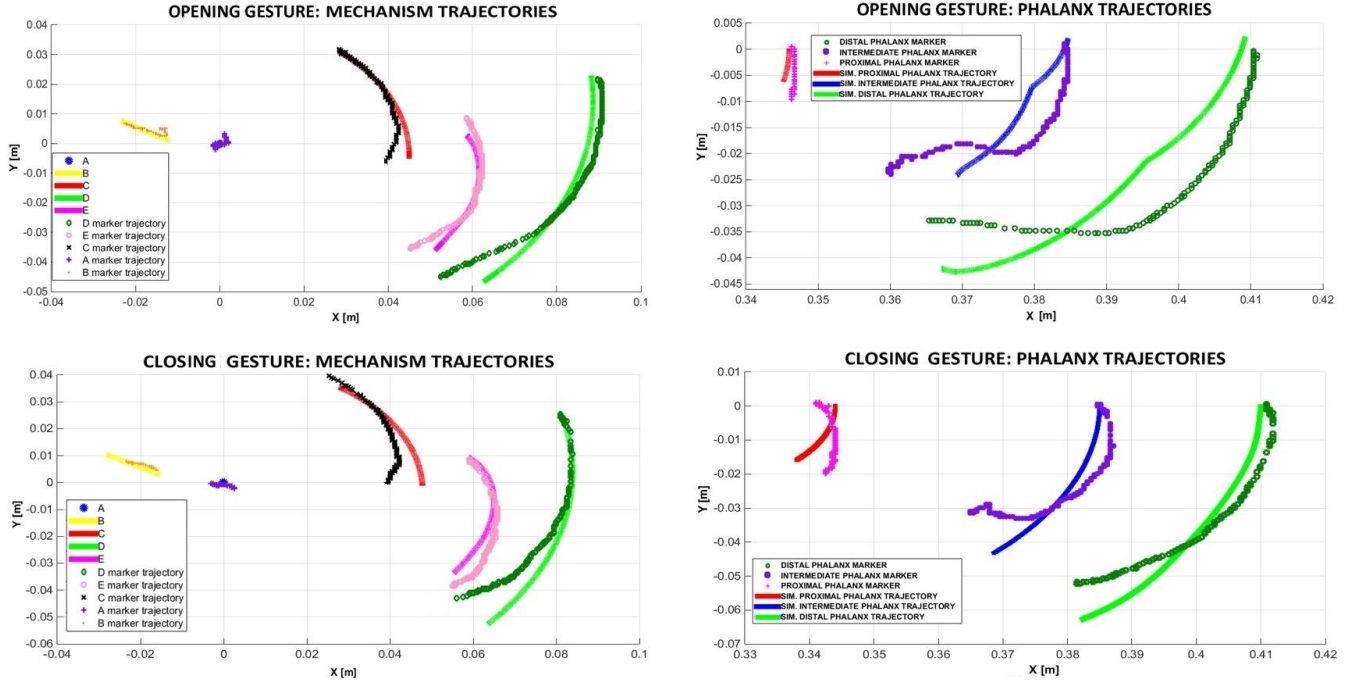 OPENING GESTURE: MECHANISM TRAJECTORIES
0.04
0.03
0.02
0.01
0
-0.01
-0.02
-0.03
-0.04
-0.05
Y [m]
A
B
C
D
E
D marker trajectory
E marker trajectory
C marker trajectory
A marker trajectory
B marker trajectory
-0.04
-0.02
0
0.02
0.04
0.06
0.08
0.1
X [m]
OPENING GESTURE: PHALANX TRAJECTORIES
0.005
0
-0.005
-0.01
-0.015
-0.02
-0.025
-0.03
-0.035
-0.04
-0.045
Y [m]
DISTAL PHALANX MARKER
INTERMEDIATE PHALANX MARKER
PROXIMAL PHALANX MARKER
SIM. PROXIMAL PHALANX TRAJECTORY
SIM. INTERMEDIATE PHALANX TRAJECTORY
SIM. DISTAL PHALANX TRAJECTORY
0.34
0.35
0.36
0.37
0.38
0.39
0.4
0.41
0.42
X [m]
CLOSING GESTURE: MECHANISM TRAJECTORIES
0.04
0.03
0.02
0.01
0
-0.01
-0.02
-0.03
-0.04
-0.05
-0.06
Y [m]
A
B
C
D
E
D marker trajectory
E marker trajectory
C marker trajectory
A marker trajectory
B marker trajectory
-0.04
-0.02
0
0.02
0.04
0.06
0.08
0.1
X [m]
CLOSING GESTURE: PHALANX TRAJECTORIES
0.01
0
-0.01
-0.02
-0.03
-0.04
-0.05
-0.06
-0.07
Y [m]
DISTAL PHALANX MARKER
INTERMEDIATE PHALANX MARKER
PROXIMAL PHALANX MARKER
SIM. PROXIMAL PHALANX TRAJECTORY
SIM. INTERMEDIATE PHALANX TRAJECTORY
SIM. DISTAL PHALANX TRAJECTORY
0.33
0.34
0.35
0.36
0.37
0.38
0.39
0.4
0.41
0.42
X [m]